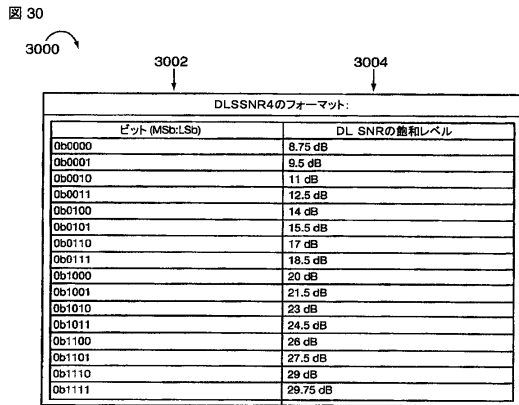 図 30
3000
3002 3004
DLSSNR4のフォーマット:
ビット (MSb:LSb) DL SNRの飽和レベル
0b0000 8.75 dB
0b0001 9.5 dB
0b0010 11 dB
0b0011 12.5 dB
0b0100 14 dB
0b0101 15.5 dB
0b0110 17 dB
0b0111 18.5 dB
0b1000 20 dB
0b1001 21.5 dB
0b1010 23 dB
0b1011 24.5 dB
0b1100 26 dB
0b1101 27.5 dB
0b1110 29 dB
0b1111 29.75 dB